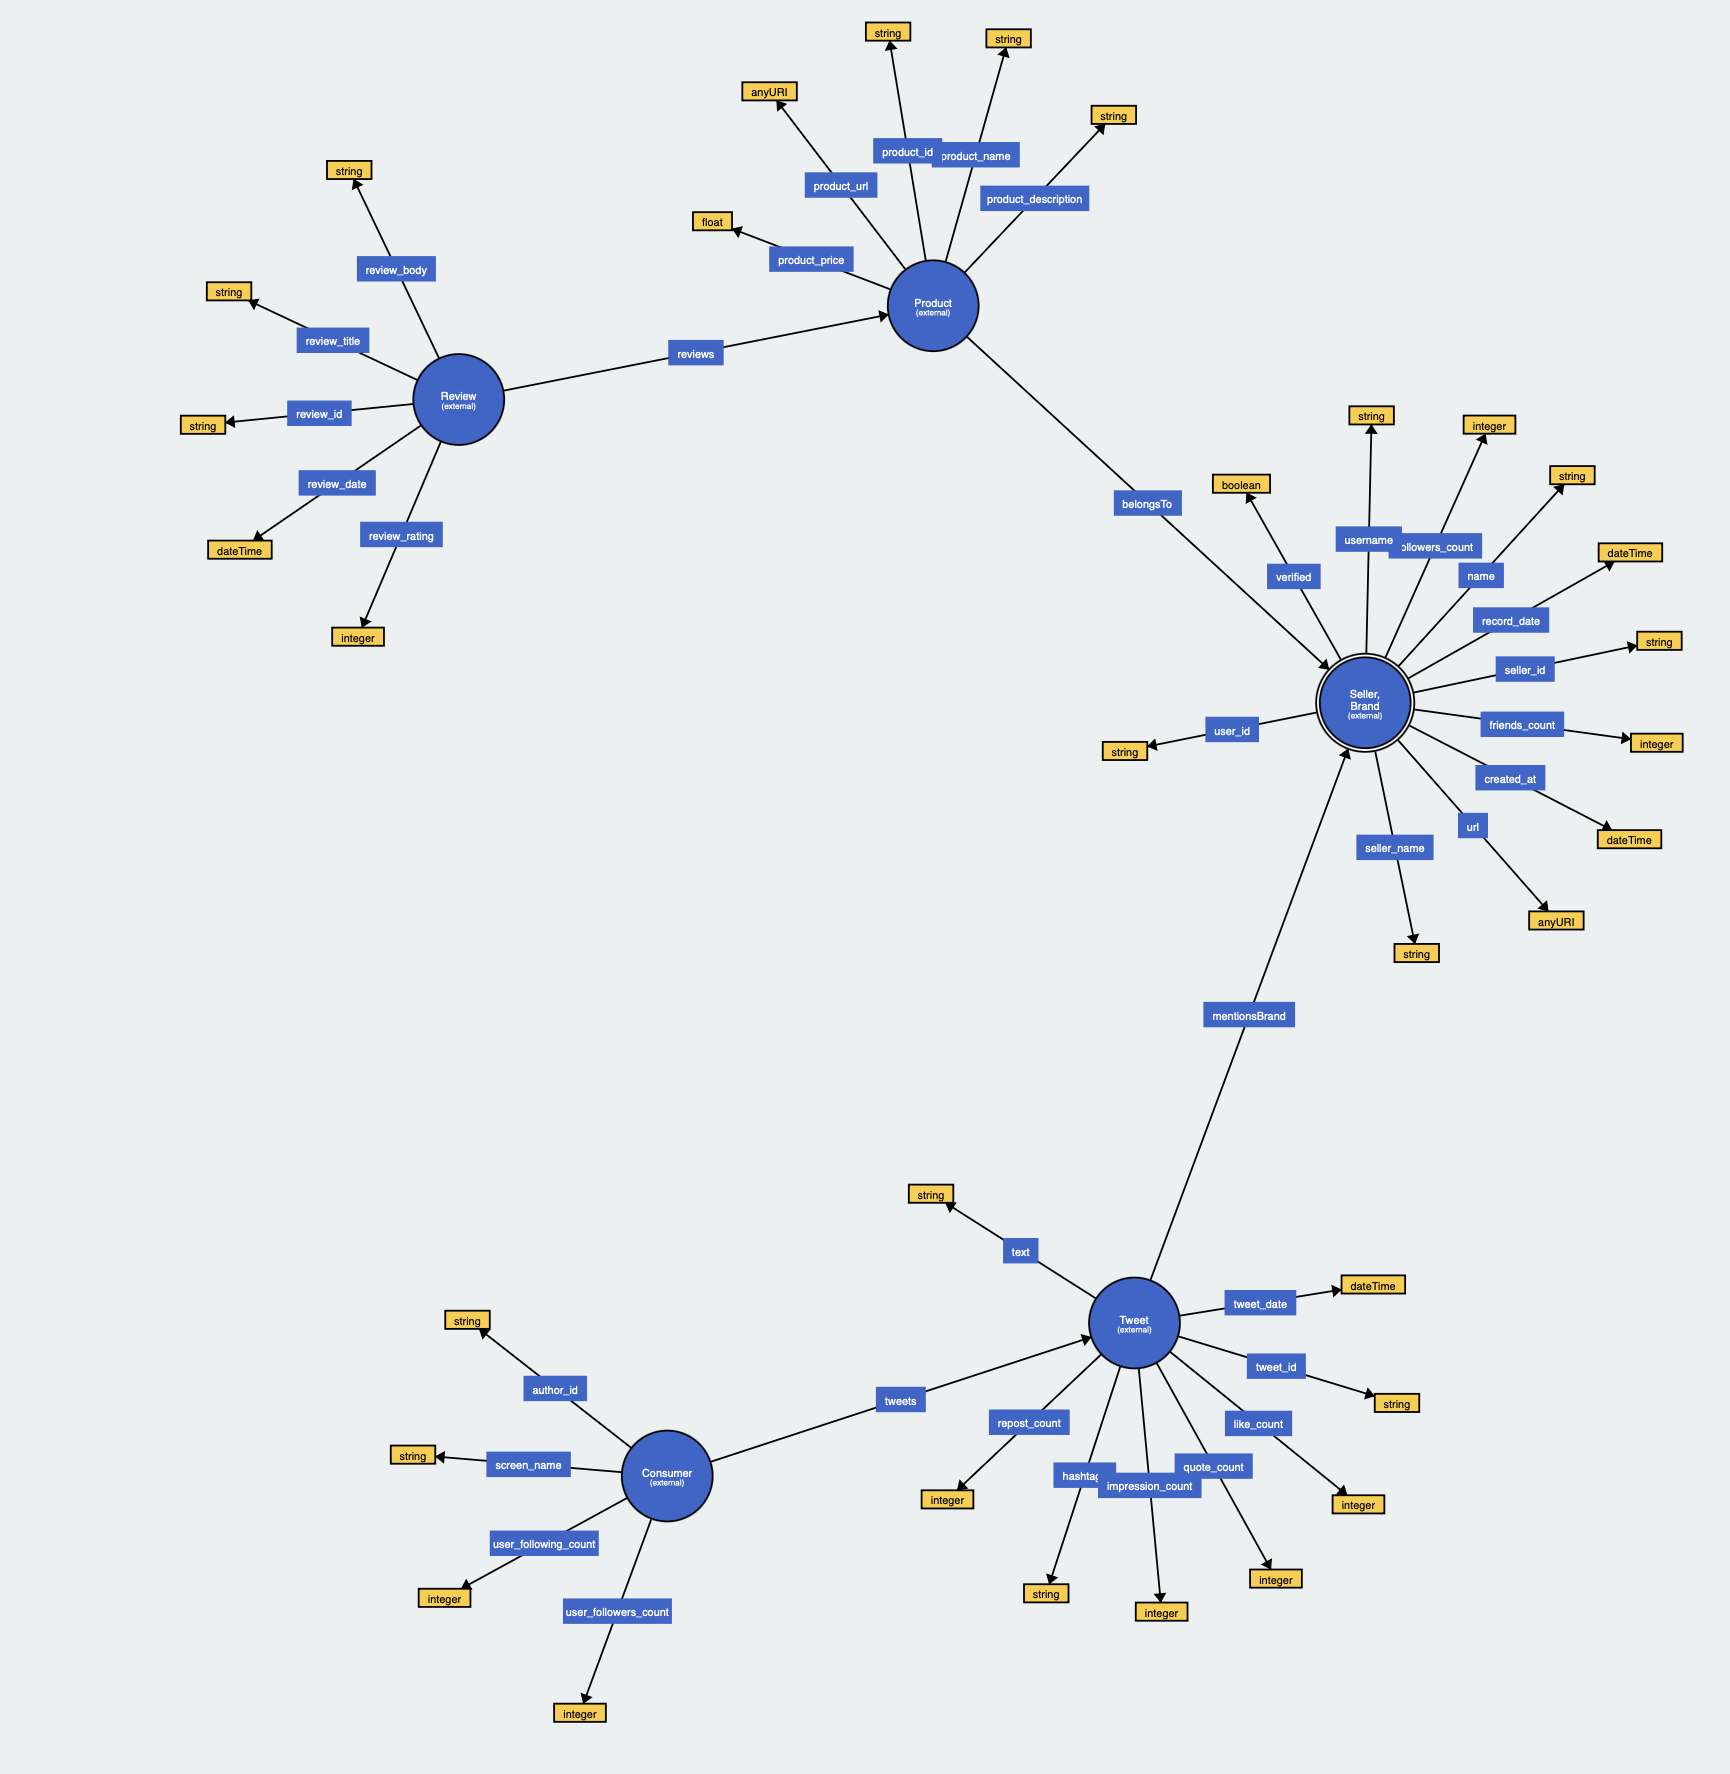 string
string
anyURI
string
product_id
product_name
product_url
product_description
float
product_price
Product
(external)
string
review_body
string
review_title
reviews
Review
(external)
review_id
string
review_date
dateTime
review_rating
integer
belongsTo
string
integer
boolean
string
username
ollowers_count
dateTime
verified
name
record_date
string
seller_id
Seller,
Brand
(external)
user_id
string
friends_count
integer
created_at
dateTime
url
seller_name
anyURI
string
mentionsBrand
string
text
dateTime
tweet_date
Tweet
(external)
tweet_id
string
string
author_id
tweets
repost_count
like_count
string
screen_name
Consumer
(external)
hashtag
impression_count
quote_count
integer
integer
user_following_count
integer
string
integer
integer
user_followers_count
integer